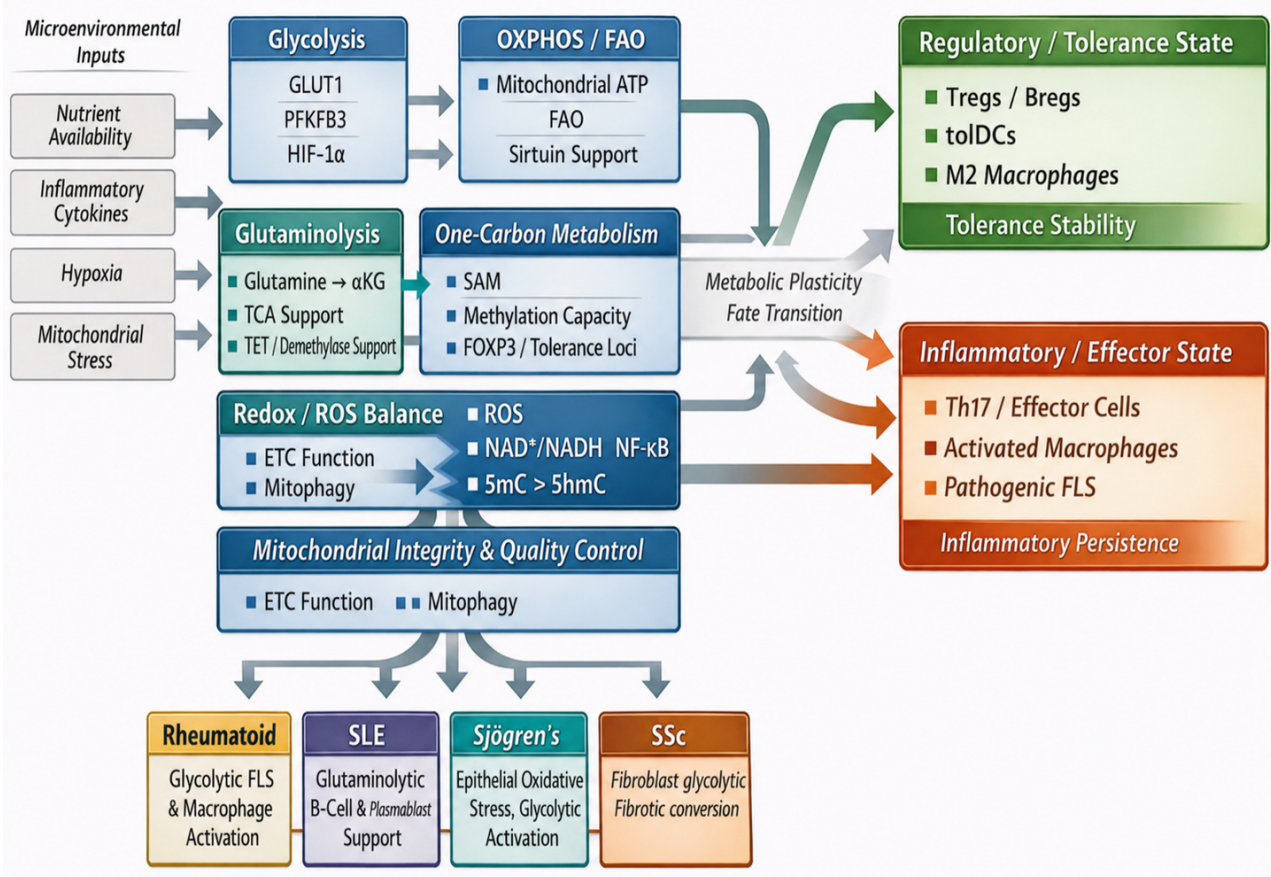 Microenvironmental
Inputs
Nutrient
Availability
Inflammatory
Cytokines
Hypoxia
Mitochondrial
Stress
Glycolysis
GLUT1
PFKFB3
HIF-1α
OXPHOS / FAO
Mitochondrial ATP
FAO
Sirtuin Support
Glutaminolysis
Glutamine → αKG
TCA Support
TET / Demethylase Support
One-Carbon Metabolism
SAM
Methylation Capacity
FOXP3 / Tolerance Loci
Redox / ROS Balance
ETC Function
Mitophagy
ROS
NAD*/NADH NF-κB
5mC > 5hmC
Mitochondrial Integrity & Quality Control
ETC Function
Mitophagy
Metabolic Plasticity
Fate Transition
Regulatory / Tolerance State
Tregs / Bregs
tolDCs
M2 Macrophages
Tolerance Stability
Inflammatory / Effector State
Th17 / Effector Cells
Activated Macrophages
Pathogenic FLS
Inflammatory Persistence
Rheumatoid
Glycolytic FLS
& Macrophage
Activation
SLE
Glutaminolytic
B-Cell & Plasmablast
Support
Sjögren's
Epithelial Oxidative
Stress, Glycolytic
Activation
SSc
Fibroblast glycolytic
Fibrotic conversion